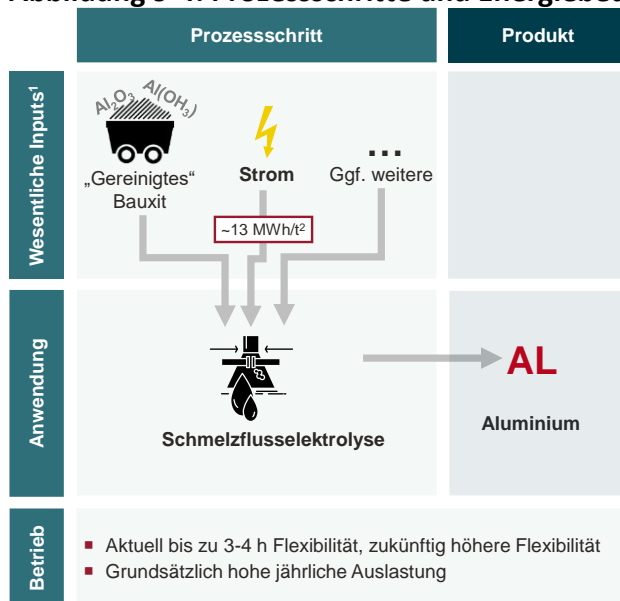 Prozessschritt
Produkt
Wesentliche Inputs¹
Al₂O₃ Al(OH₃)
„Gereinigtes“
Bauxit
Strom
...
Ggf. weitere
~13 MWh/t²
Anwendung
Schmelzflusselektrolyse
AL
Aluminium
Betrieb
▪ Aktuell bis zu 3-4 h Flexibilität, zukünftig höhere Flexibilität
▪ Grundsätzlich hohe jährliche Auslastung